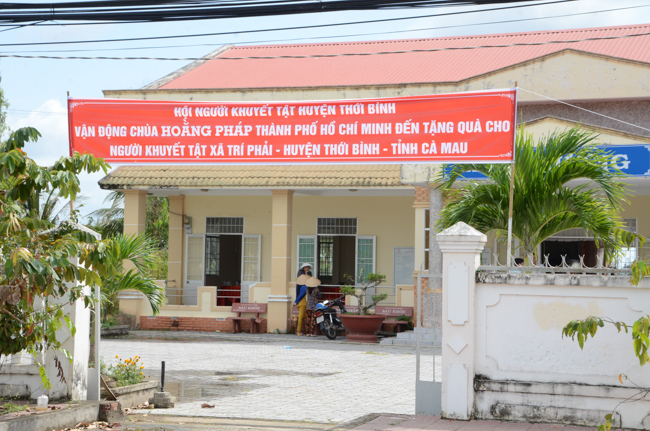 HỘI NGƯỜI KHUYẾT TẬT HUYỆN THỚI BÌNH
VẬN ĐỘNG CHÙA HOẰNG PHÁP THÀNH PHỐ HỒ CHÍ MINH ĐẾN TẶNG QUÀ CHO
NGƯỜI KHUYẾT TẬT XÃ TRÍ PHẢI - HUYỆN THỚI BÌNH - TỈNH CÀ MAU